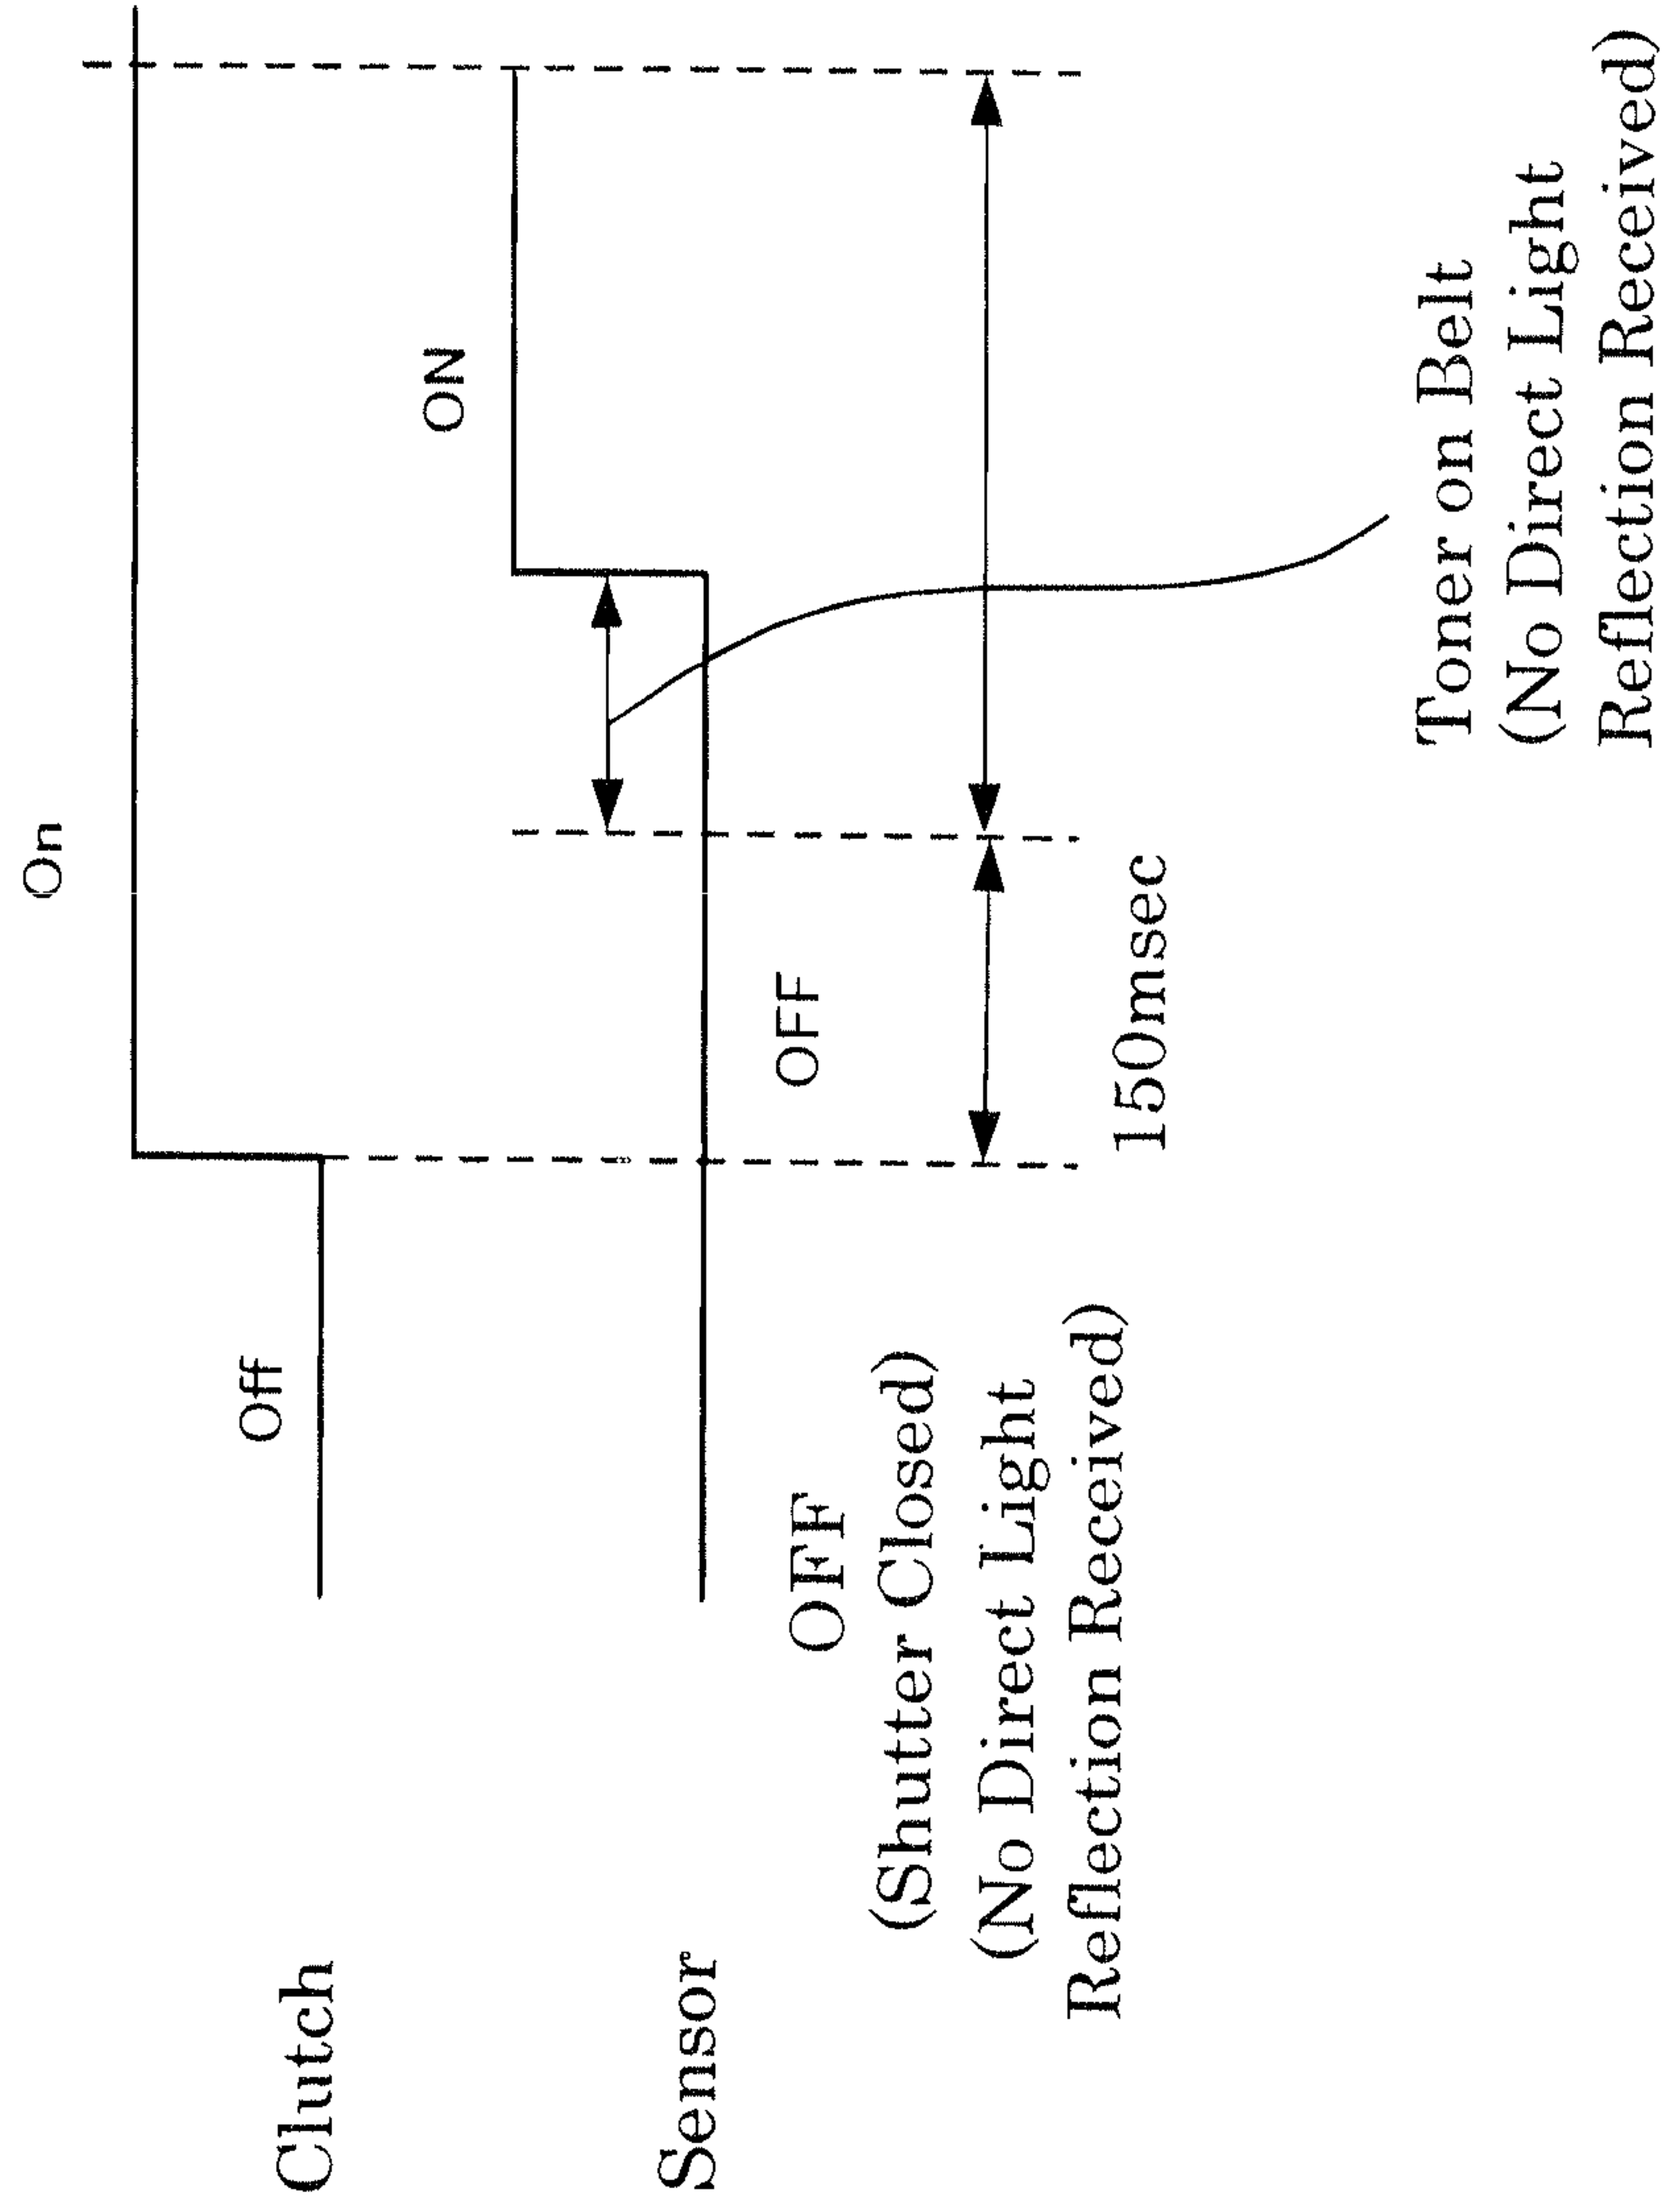 On
Clutch
Off
ON
Sensor
OFF
(Shutter Closed)
(No Direct Light
Reflection Received)
OFF
150msec
Toner on Belt
(No Direct Light
Reflection Received)